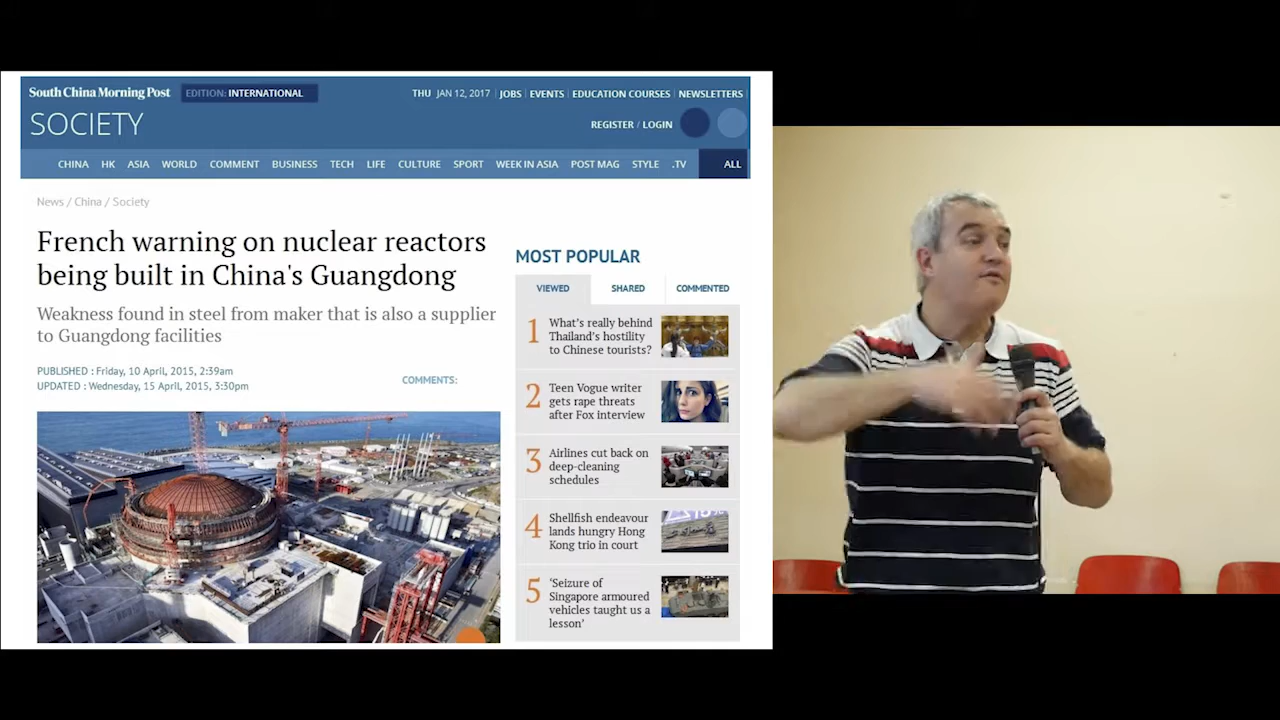 South China Morning Post EDITION: INTERNATIONAL THU JAN 12, 2017 JOBS EVENTS EDUCATION COURSES NEWSLETTERS
SOCIETY
REGISTER / LOGIN
CHINA HK ASIA WORLD COMMENT BUSINESS TECH LIFE CULTURE SPORT WEEK IN ASIA POST MAG STYLE .TV ALL
News / China / Society
French warning on nuclear reactors
being built in China's Guangdong
Weakness found in steel from maker that is also a supplier
to Guangdong facilities
PUBLISHED : Friday, 10 April, 2015, 2:39am
UPDATED : Wednesday, 15 April, 2015, 3:30pm
COMMENTS:
MOST POPULAR
VIEWED SHARED COMMENTED
1 What's really behind
Thailand's hostility
to Chinese tourists?
2 Teen Vogue writer
gets rape threats
after Fox interview
3 Airlines cut back on
deep-cleaning
schedules
4 Shellfish endeavour
lands hungry Hong
Kong trio in court
5 ‘Seizure of
Singapore armoured
vehicles taught us a
lesson’